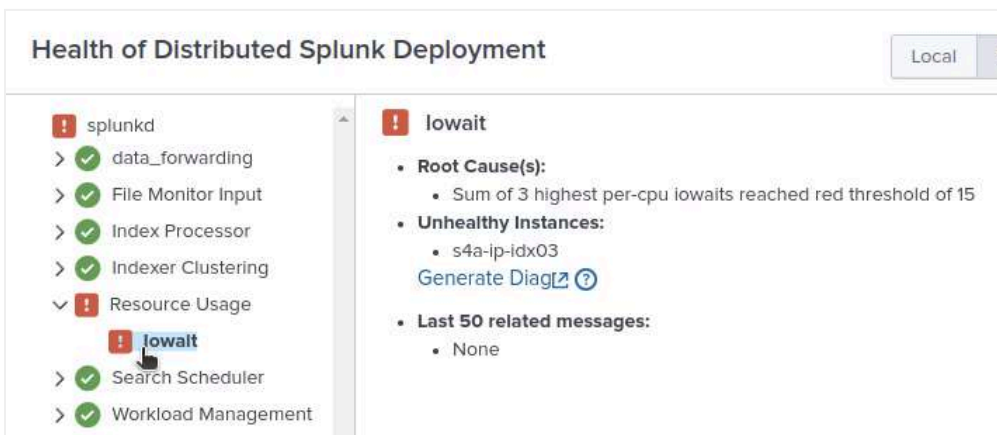 Health of Distributed Splunk Deployment
Local
splunkd
data_forwarding
File Monitor Input
Index Processor
Indexer Clustering
Resource Usage
Iowait
Search Scheduler
Workload Management
Iowait
Root Cause(s):
Sum of 3 highest per-cpu iowaits reached red threshold of 15
Unhealthy Instances:
s4a-ip-idx03
Generate Diag
Last 50 related messages:
None